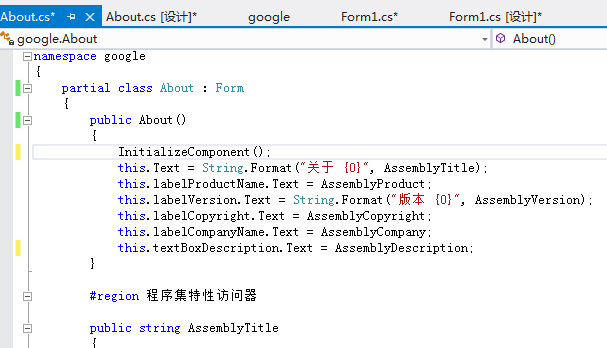 About.cs* About.cs [设计]* google Form1.cs* Form1.cs [设计]*
google.About About()
namespace google
{
partial class About : Form
{
public About()
{
InitializeComponent();
this.Text = String.Format("关于 {0}", AssemblyTitle);
this.labelProductName.Text = AssemblyProduct;
this.labelVersion.Text = String.Format("版本 {0}", AssemblyVersion);
this.labelCopyright.Text = AssemblyCopyright;
this.labelCompanyName.Text = AssemblyCompany;
this.textBoxDescription.Text = AssemblyDescription;
}
#region 程序集特性访问器
public string AssemblyTitle
{